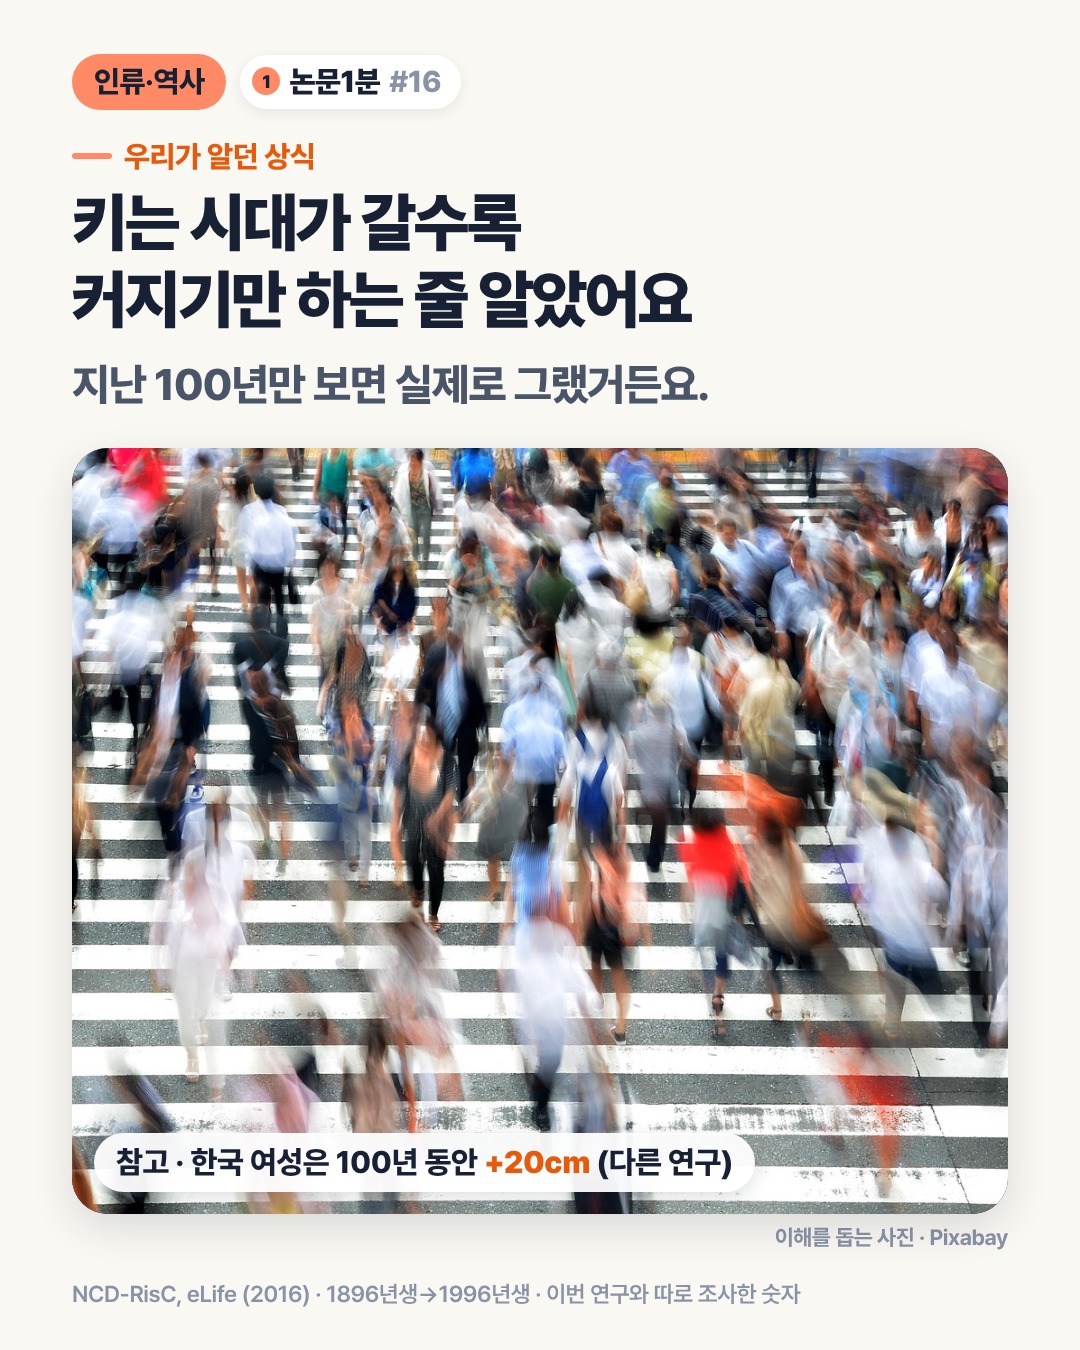 인류·역사
1 논문1분 #16
우리가 알던 상식
키는 시대가 갈수록
커지기만 하는 줄 알았어요
지난 100년만 보면 실제로 그랬거든요.
참고 · 한국 여성은 100년 동안 +20cm (다른 연구)
이해를 돕는 사진 · Pixabay
NCD-RisC, eLife (2016) · 1896년생→1996년생 · 이번 연구와 따로 조사한 숫자